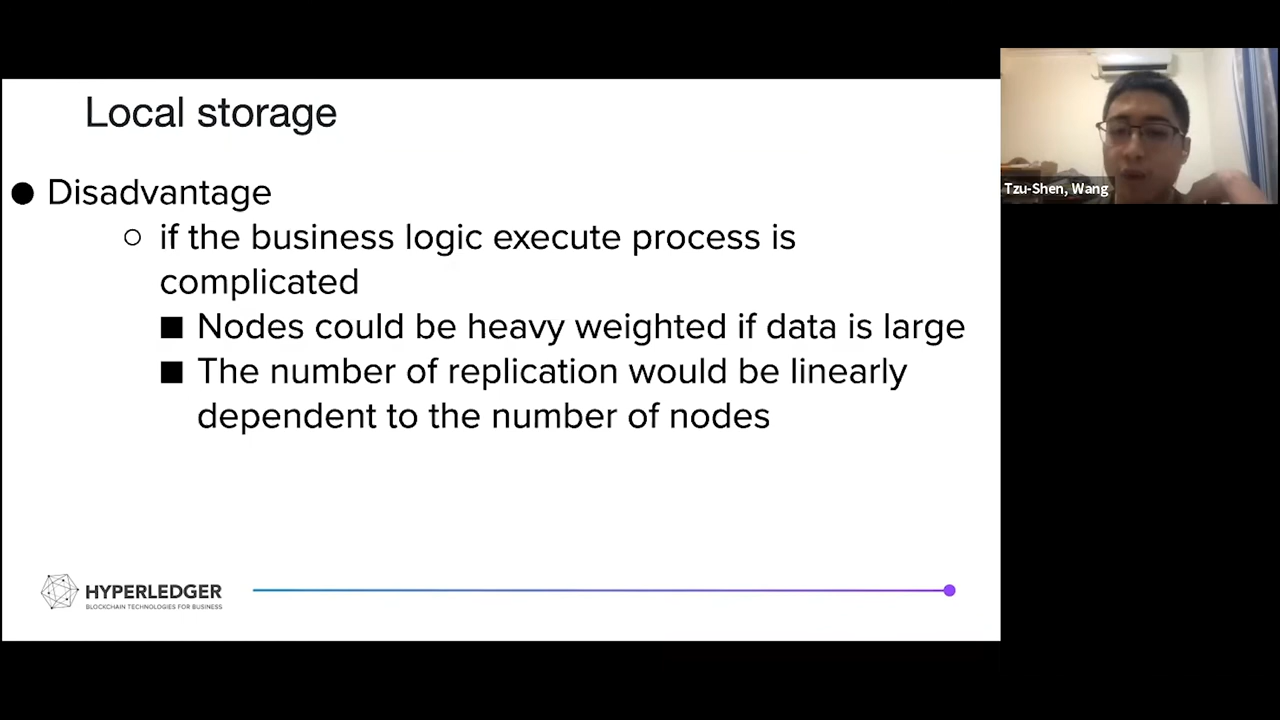 Local storage
Disadvantage
if the business logic execute process is
complicated
Nodes could be heavy weighted if data is large
The number of replication would be linearly
dependent to the number of nodes
HYPERLEDGER
BLOCKCHAIN TECHNOLOGIES FOR BUSINESS
Tzu-Shen, Wang